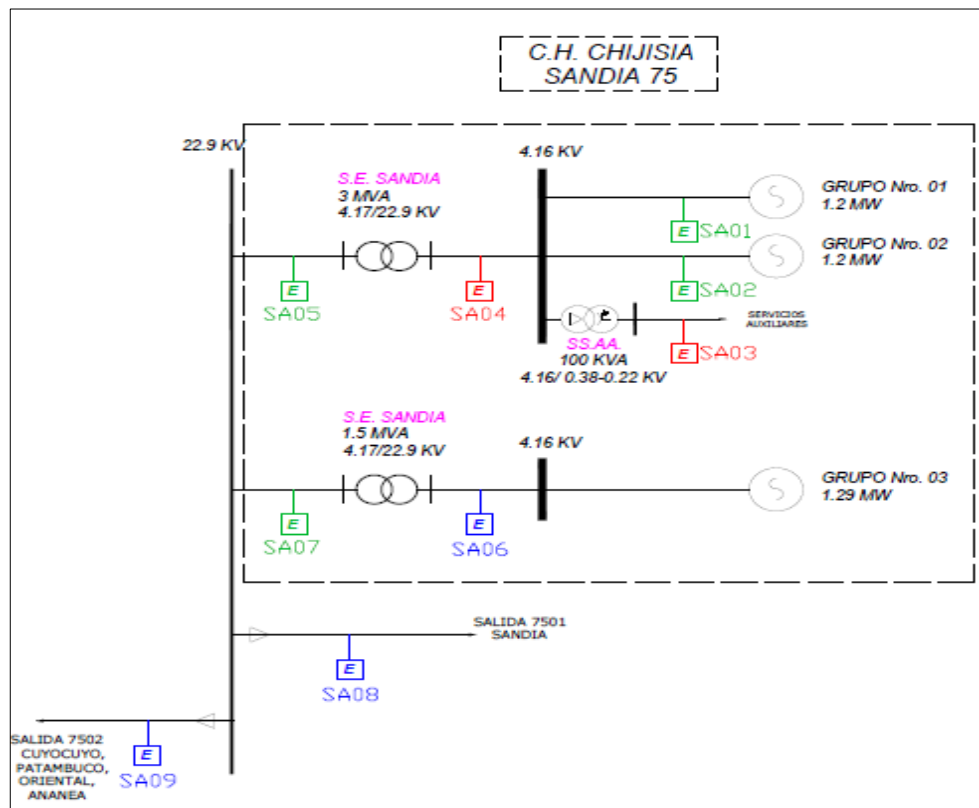 C.H. CHIJISIA
SANDIA 75
22.9 KV
4.16 KV
S.E. SANDIA
3 MVA
4.17/22.9 KV
GRUPO Nro. 01
1.2 MW
E SA01
GRUPO Nro. 02
1.2 MW
E
SA05
E
SA04
E SA02
SERVICIOS
AUXILIARES
SS.AA.
100 KVA
4.16/ 0.38-0.22 KV
E SA03
S.E. SANDIA
1.5 MVA
4.17/22.9 KV
4.16 KV
GRUPO Nro. 03
1.29 MW
E
SA07
E
SA06
SALIDA 7501
SANDIA
E
SA08
SALIDA 7502
CUYOCUYO,
PATAMBUCO,
ORIENTAL,
ANANEA
E
SA09